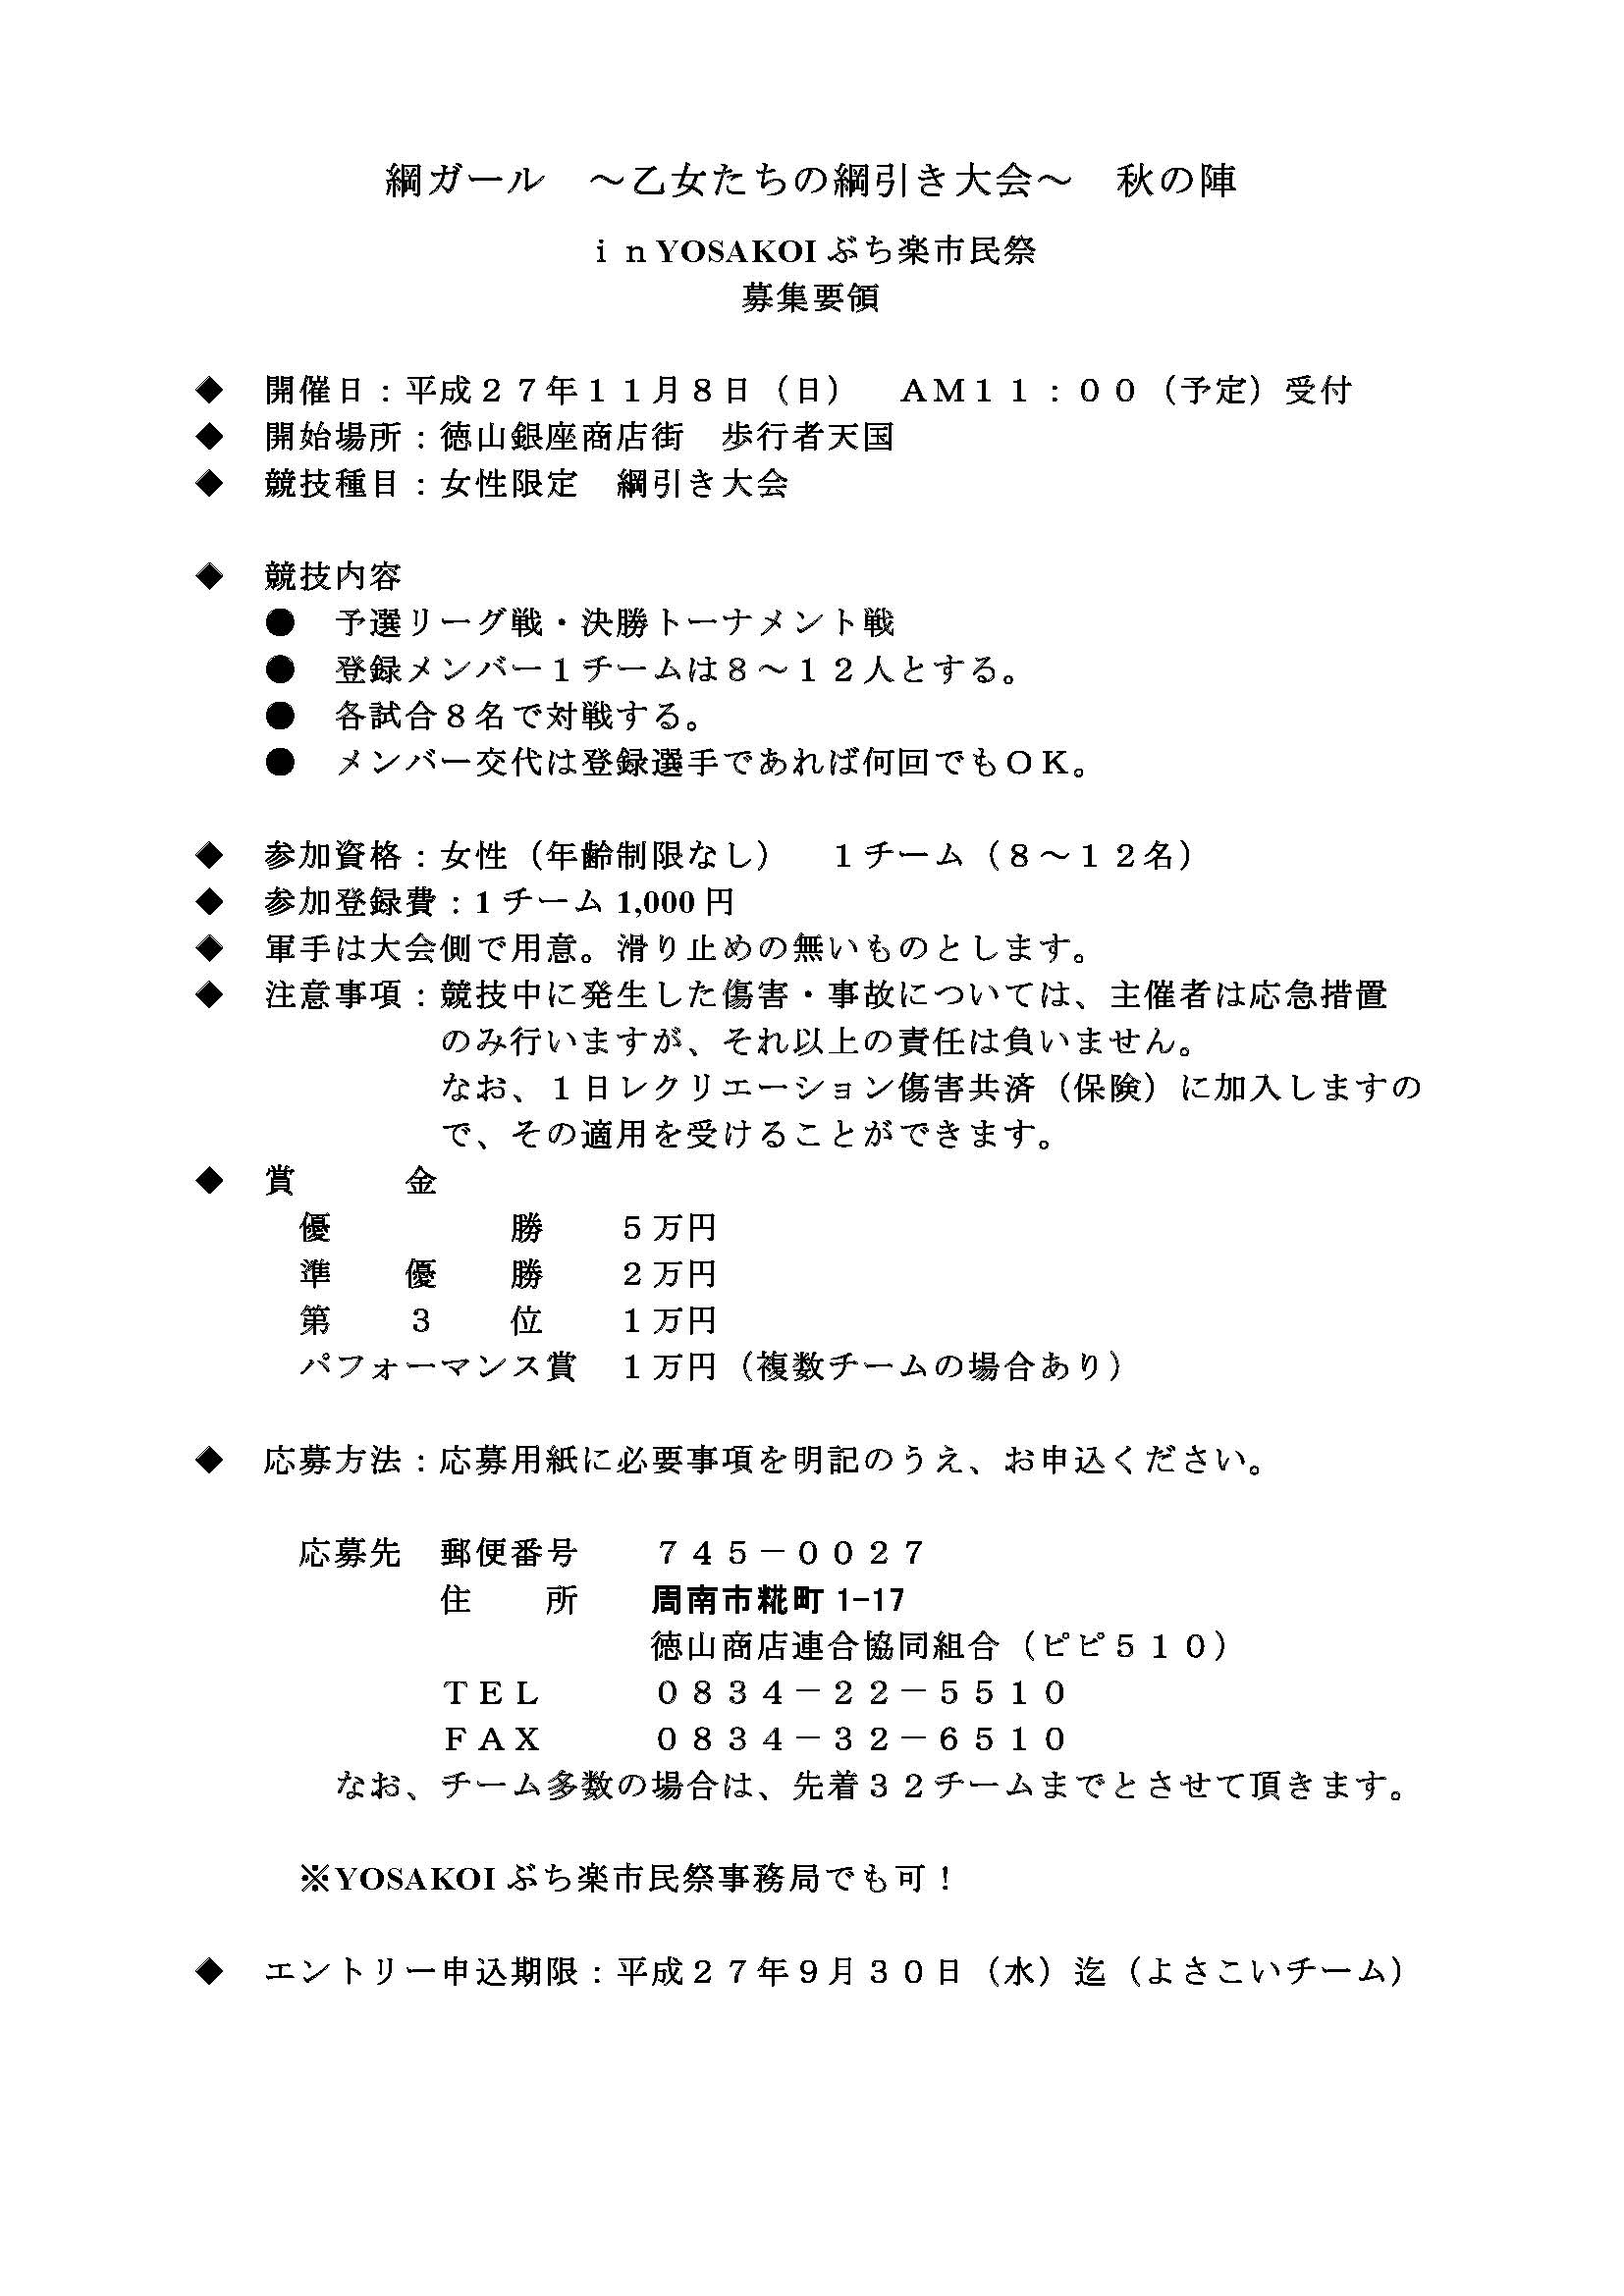 綱ガール　～乙女たちの綱引き大会～　秋の陣
ｉｎYOSAKOIぶち楽市民祭
募集要領
◆　開催日：平成２７年１１月８日（日）　ＡＭ１１：００（予定）受付
◆　開始場所：徳山銀座商店街　歩行者天国
◆　競技種目：女性限定　綱引き大会
◆　競技内容
●　予選リーグ戦・決勝トーナメント戦
●　登録メンバー１チームは８～１２人とする。
●　各試合８名で対戦する。
●　メンバー交代は登録選手であれば何回でもＯＫ。
◆　参加資格：女性（年齢制限なし）　１チーム（８～１２名）
◆　参加登録費：1チーム1,000円
◆　軍手は大会側で用意。滑り止めの無いものとします。
◆　注意事項：競技中に発生した傷害・事故については、主催者は応急措置
のみ行いますが、それ以上の責任は負いません。
なお、１日レクリエーション傷害共済（保険）に加入しますの
で、その適用を受けることができます。
◆　賞　　　金
優　　　　　勝　　５万円
準　　優　　勝　　２万円
第　　３　　位　　１万円
パフォーマンス賞　１万円（複数チームの場合あり）
◆　応募方法：応募用紙に必要事項を明記のうえ、お申込ください。
応募先　郵便番号　　７４５－００２７
住　　所　　周南市糀町1-17
徳山商店連合協同組合（ピピ５１０）
ＴＥＬ　　　０８３４－２２－５５１０
ＦＡＸ　　　０８３４－３２－６５１０
なお、チーム多数の場合は、先着３２チームまでとさせて頂きます。
※YOSAKOIぶち楽市民祭事務局でも可！
◆　エントリー申込期限：平成２７年９月３０日（水）迄（よさこいチーム）